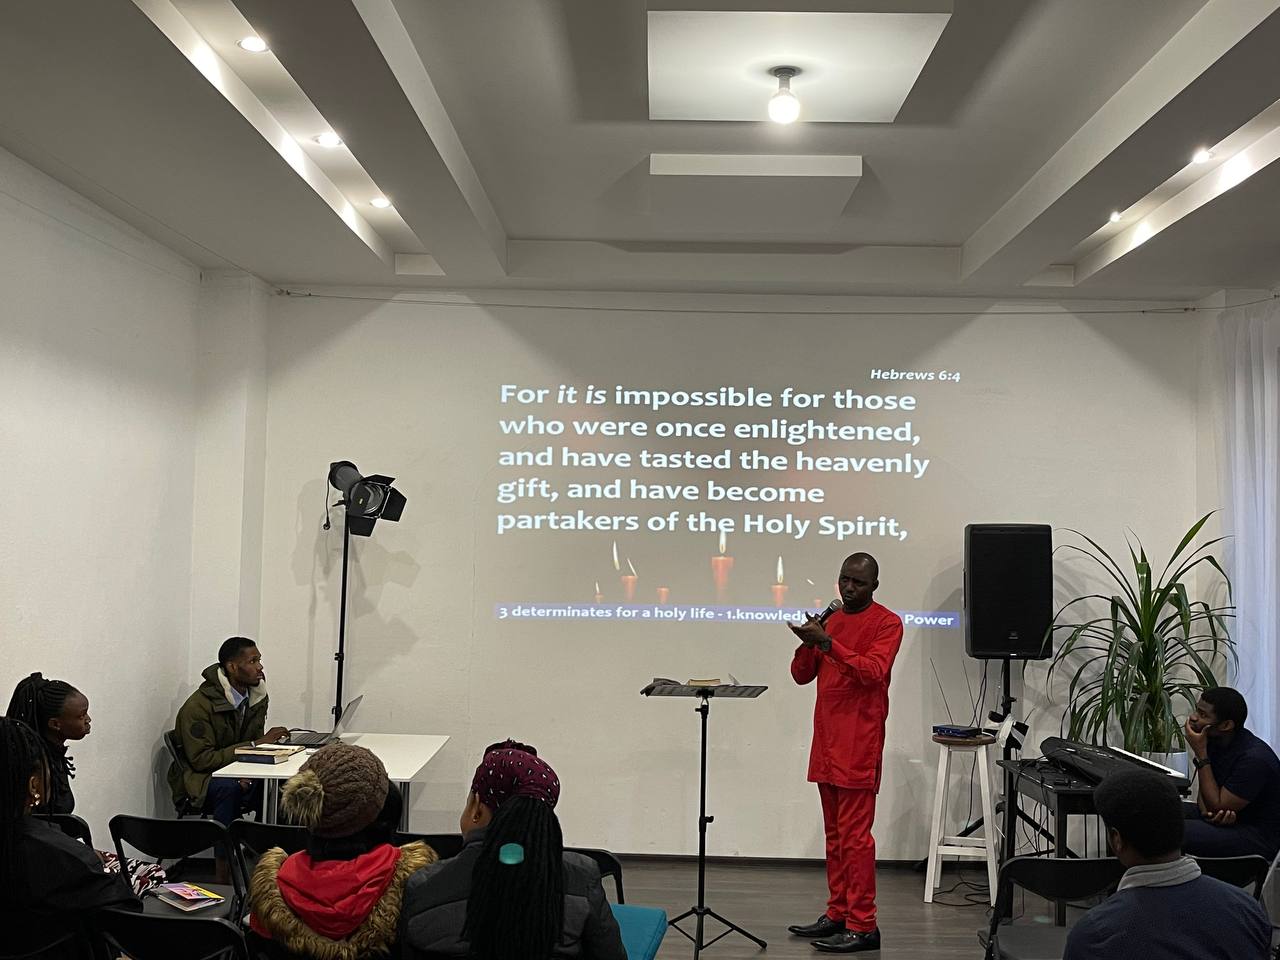 Hebrews 6:4
For it is impossible for those
who were once enlightened,
and have tasted the heavenly
gift, and have become
partakers of the Holy Spirit,
3 determinates for a holy life - 1.knowled Power